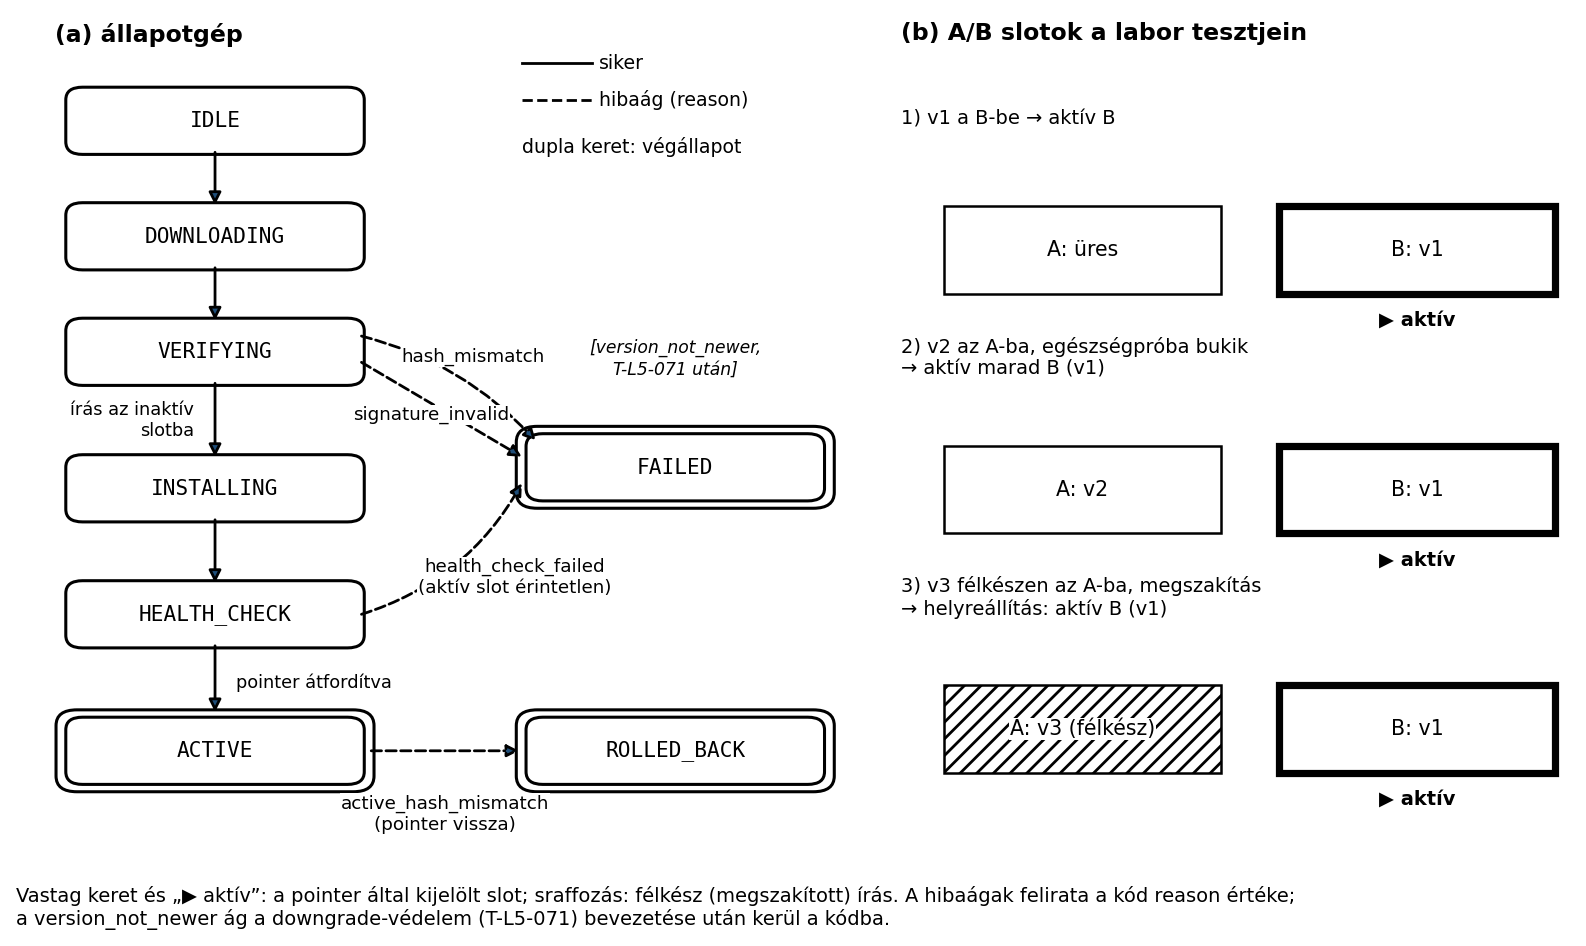 (a) állapotgép
siker
hibaág (reason)
dupla keret: végállapot
IDLE
DOWNLOADING
VERIFYING
hash_mismatch
[version_not_newer,
T-L5-071 után]
signature_invalid
írás az inaktív
slotba
FAILED
INSTALLING
health_check_failed
(aktív slot érintetlen)
HEALTH_CHECK
pointer átfordítva
ACTIVE
ROLLED_BACK
active_hash_mismatch
(pointer vissza)
(b) A/B slotok a labor tesztjein
1) v1 a B-be → aktív B
A: üres
B: v1
▶ aktív
2) v2 az A-ba, egészségpróba bukik
→ aktív marad B (v1)
A: v2
B: v1
▶ aktív
3) v3 félkészen az A-ba, megszakítás
→ helyreállítás: aktív B (v1)
A: v3 (félkész)
B: v1
▶ aktív
Vastag keret és „▶ aktív”: a pointer által kijelölt slot; sraffozás: félkész (megszakított) írás. A hibaágak felirata a kód reason értéke;
a version_not_newer ág a downgrade-védelem (T-L5-071) bevezetése után kerül a kódba.